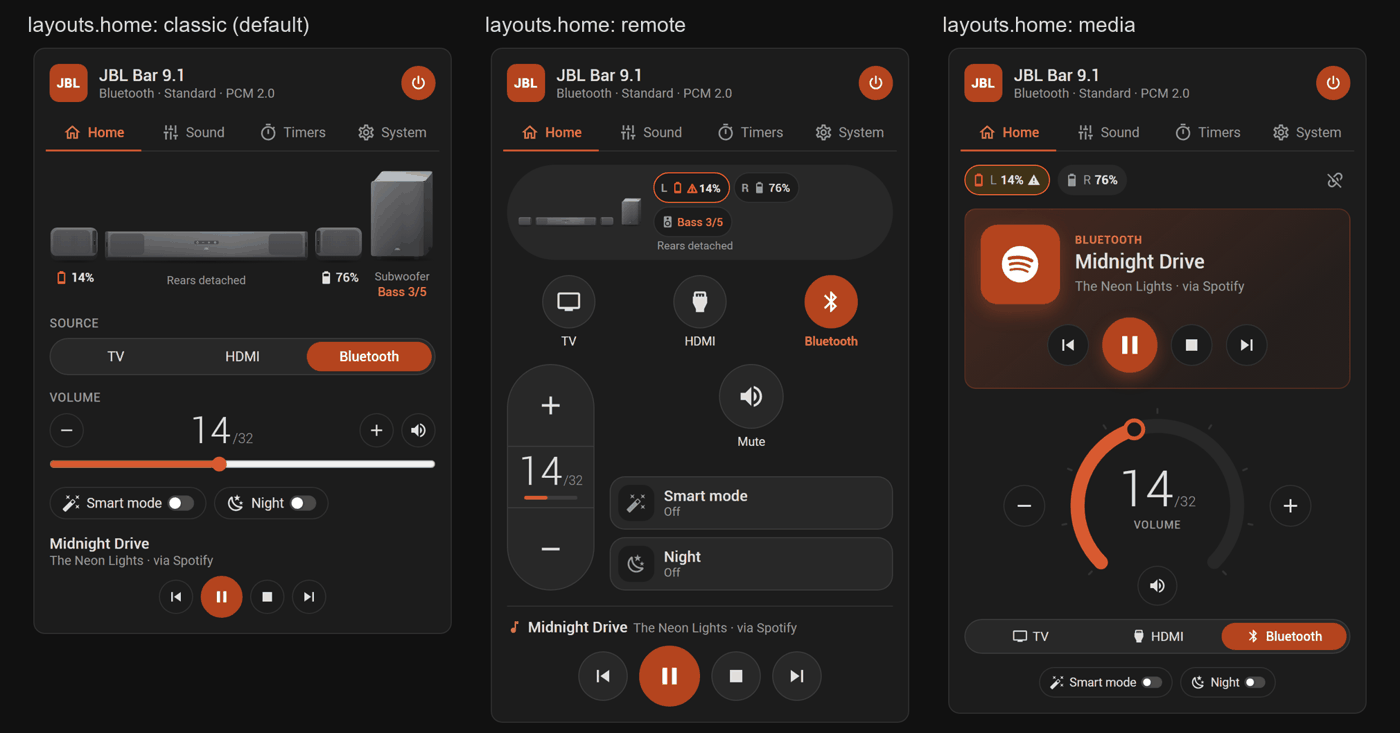 layouts.home: classic (default)
JBL
JBL Bar 9.1
Bluetooth · Standard · PCM 2.0
Home Sound Timers System
14% Rears detached 76% Subwoofer
Bass 3/5
SOURCE
TV HDMI Bluetooth
VOLUME
14/32
Smart mode Night
Midnight Drive
The Neon Lights · via Spotify
layouts.home: remote
JBL
JBL Bar 9.1
Bluetooth · Standard · PCM 2.0
Home Sound Timers System
L 14% R 76%
Bass 3/5
Rears detached
TV HDMI Bluetooth
+
14/32
−
Mute
Smart mode
Off
Night
Off
Midnight Drive The Neon Lights · via Spotify
layouts.home: media
JBL
JBL Bar 9.1
Bluetooth · Standard · PCM 2.0
Home Sound Timers System
L 14% R 76%
BLUETOOTH
Midnight Drive
The Neon Lights · via Spotify
14/32
VOLUME
TV HDMI Bluetooth
Smart mode Night